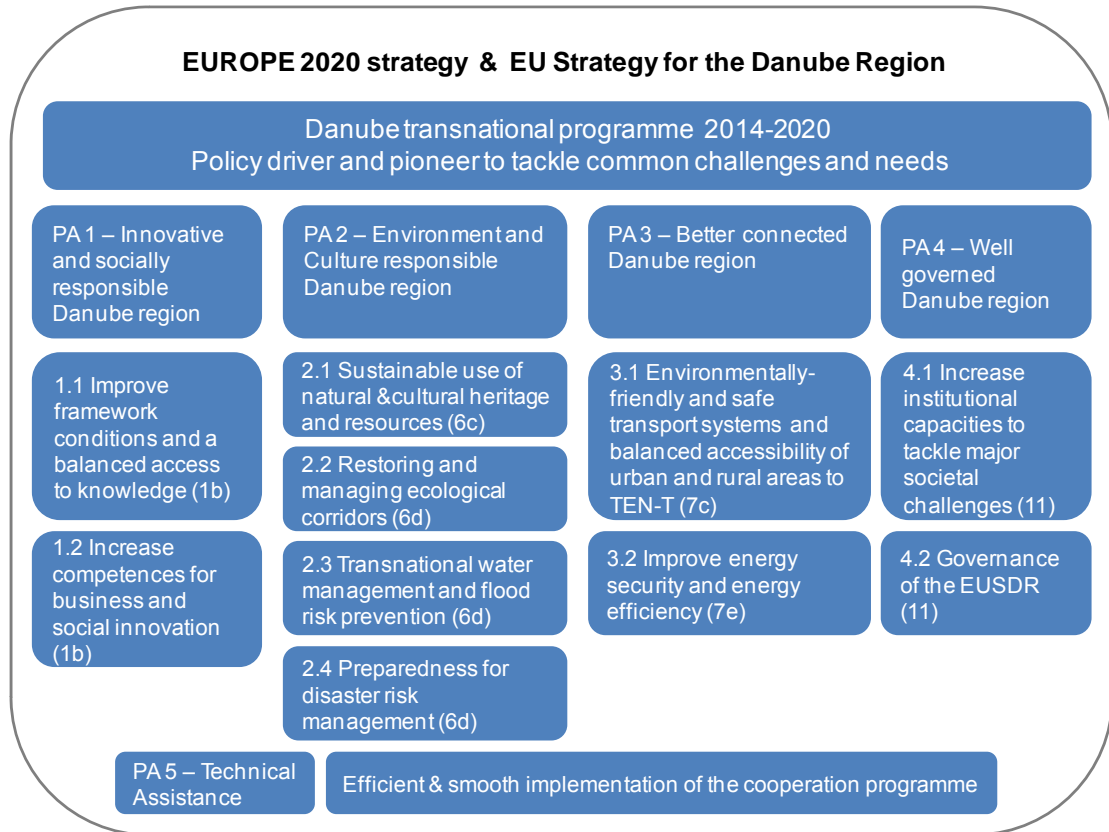 EUROPE 2020 strategy & EU Strategy for the Danube Region
Danube transnational programme 2014-2020
Policy driver and pioneer to tackle common challenges and needs
PA 1 – Innovative
and socially
responsible
Danube region
PA 2 – Environment and
Culture responsible
Danube region
PA 3 – Better connected
Danube region
PA 4 – Well
governed
Danube region
1.1 Improve
framework
conditions and a
balanced access
to knowledge (1b)
1.2 Increase
competences for
business and
social innovation
(1b)
2.1 Sustainable use of
natural &cultural heritage
and resources (6c)
2.2 Restoring and
managing ecological
corridors (6d)
2.3 Transnational water
management and flood
risk prevention (6d)
2.4 Preparedness for
disaster risk
management (6d)
3.1 Environmentally-
friendly and safe
transport systems and
balanced accessibility of
urban and rural areas to
TEN-T (7c)
3.2 Improve energy
security and energy
efficiency (7e)
4.1 Increase
institutional
capacities to
tackle major
societal
challenges (11)
4.2 Governance
of the EUSDR
(11)
PA 5 – Technical
Assistance
Efficient & smooth implementation of the cooperation programme